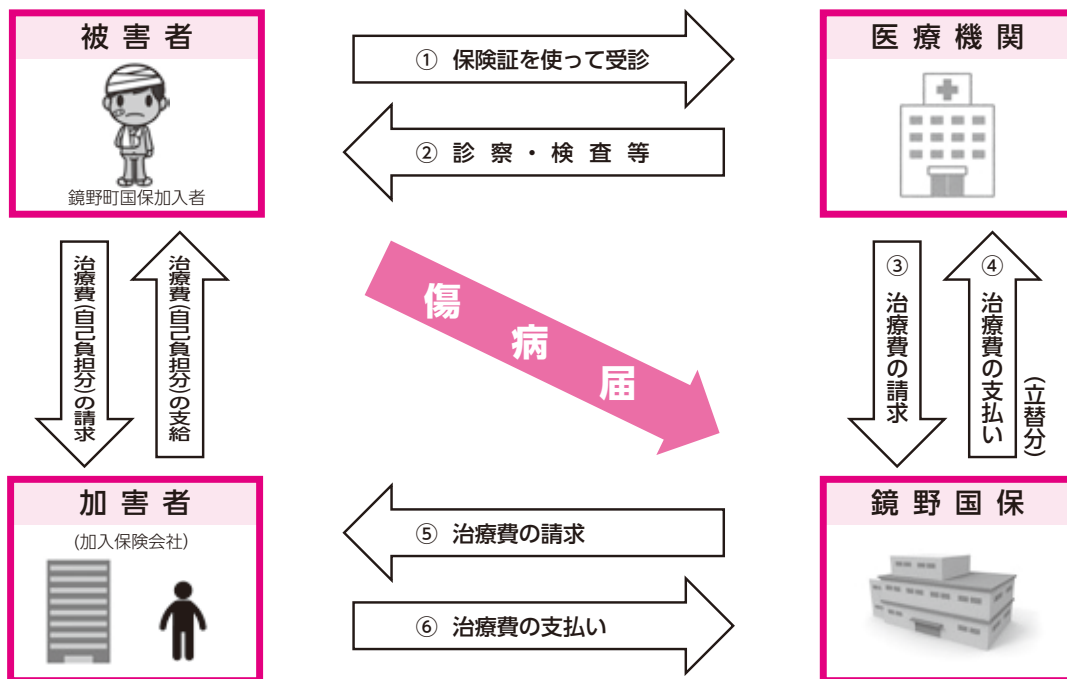 被害者
鏡野町国保加入者
① 保険証を使って受診
② 診察・検査等
医療機関
治療費(自己負担分)の請求
治療費(自己負担分)の支給
傷病届
③ 治療費の請求
④ 治療費の支払い
(立替分)
加害者
(加入保険会社)
⑤ 治療費の請求
⑥ 治療費の支払い
鏡野国保